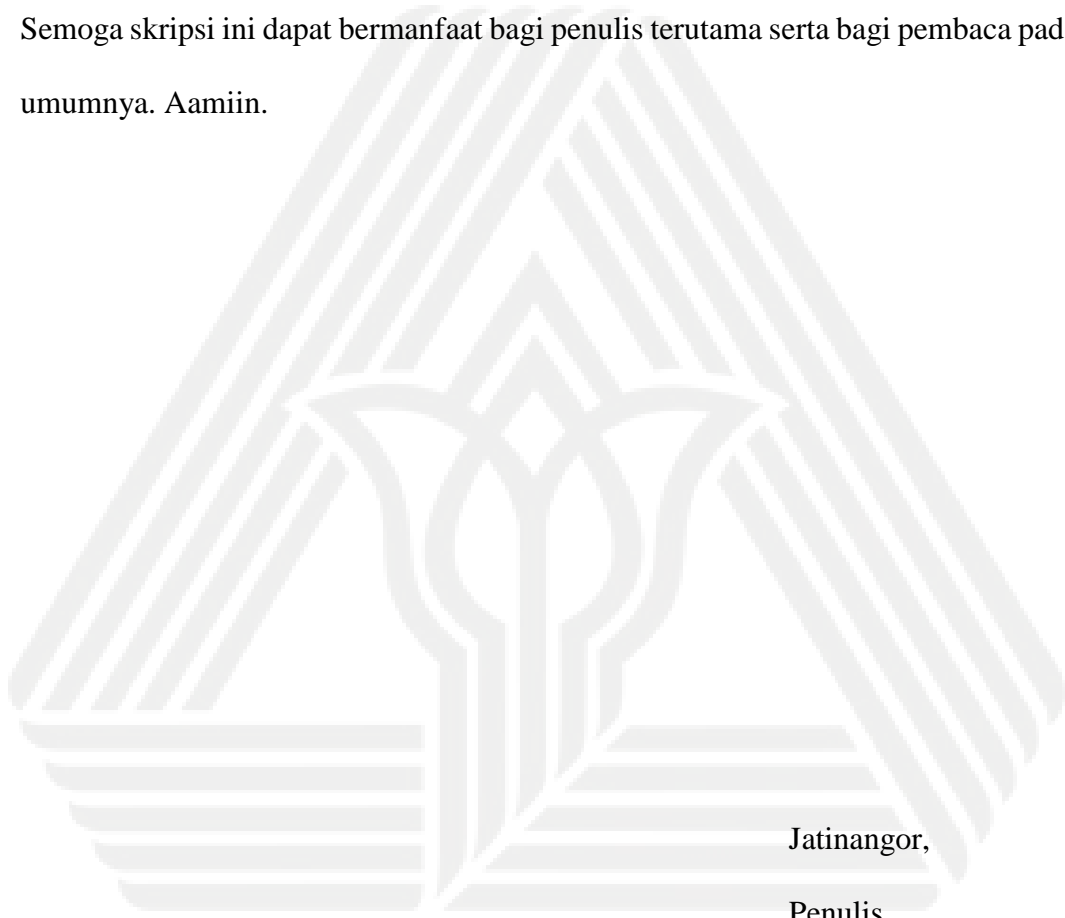 Semoga skripsi ini dapat bermanfaat bagi penulis terutama serta bagi pembaca pad
umumnya. Aamiin.
Jatinangor,
Penulis